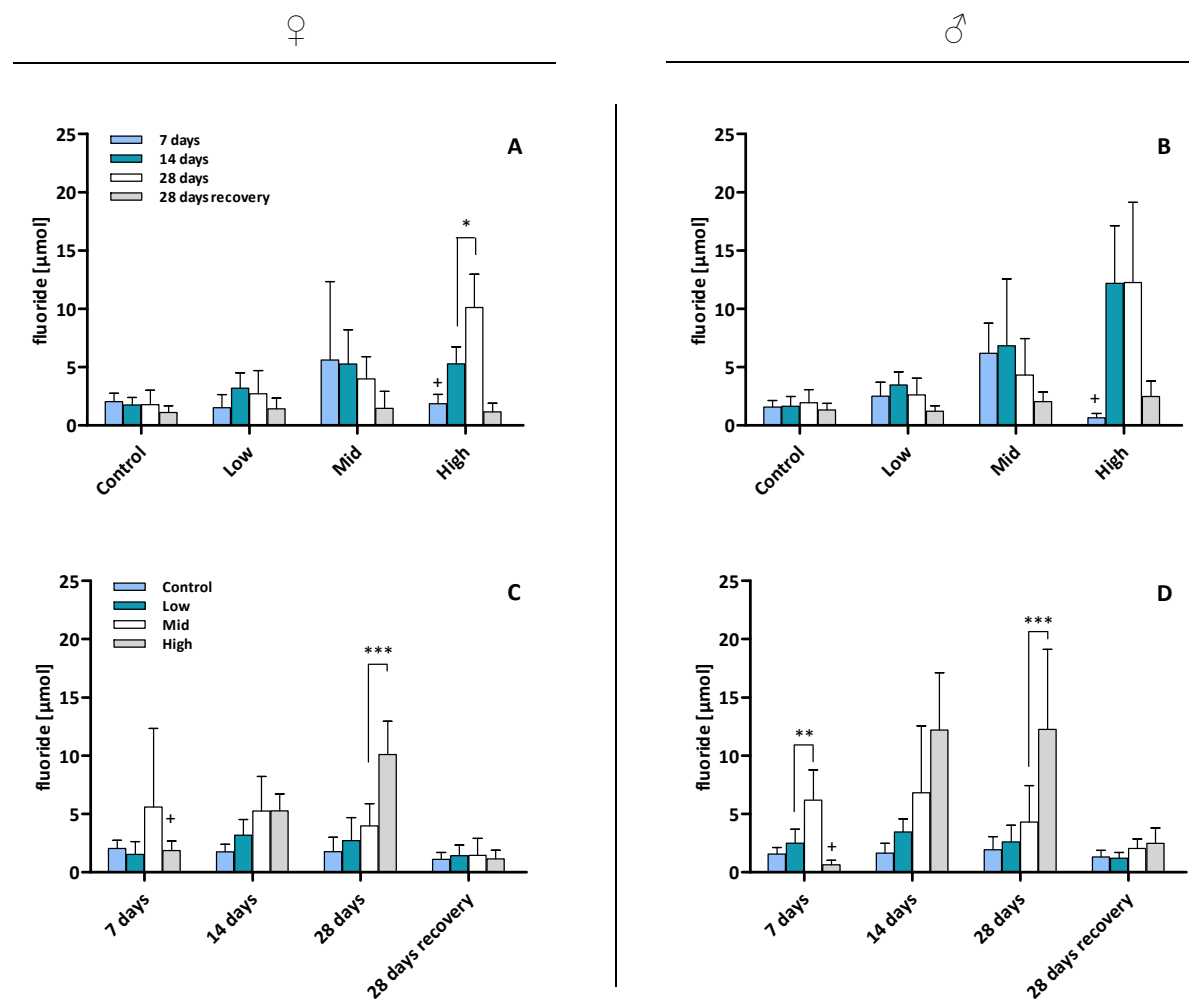 ♀
♂
25
20
15
10
5
0
fluoride [µmol]
7 days
14 days
28 days
28 days recovery
A
*
+
Control
Low
Mid
High
25
20
15
10
5
0
fluoride [µmol]
B
+
Control
Low
Mid
High
25
20
15
10
5
0
fluoride [µmol]
Control
Low
Mid
High
C
***
+
7 days
14 days
28 days
28 days recovery
25
20
15
10
5
0
fluoride [µmol]
D
***
**
+
7 days
14 days
28 days
28 days recovery